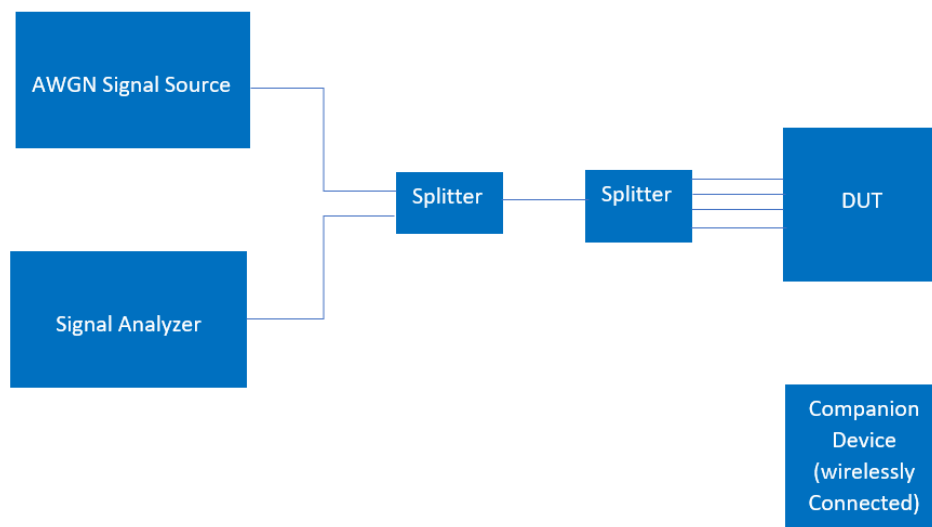 AWGN Signal Source
Splitter
Splitter
DUT
Signal Analyzer
Companion
Device
(wirelessly
Connected)